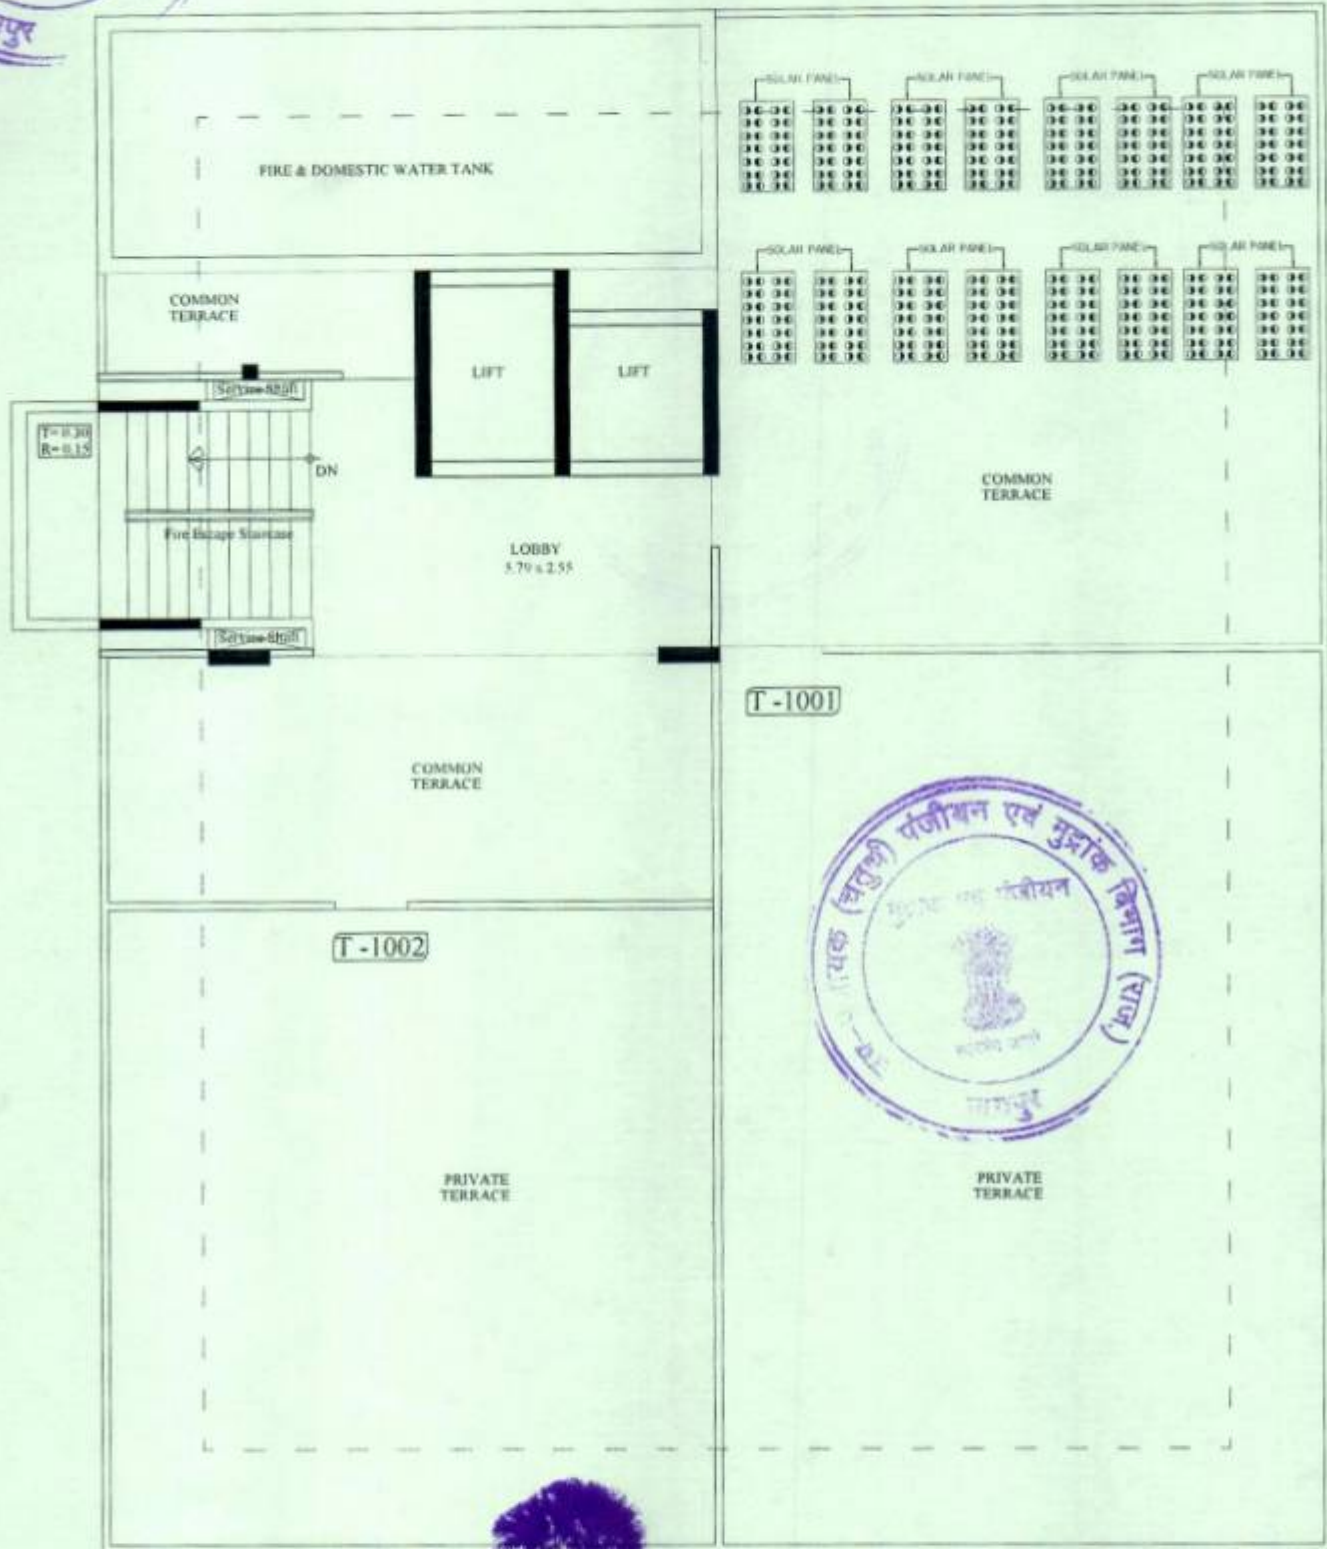 SOLAR PANEL
SOLAR PANEL
SOLAR PANEL
SOLAR PANEL
FIRE & DOMESTIC WATER TANK
SOLAR PANEL
SOLAR PANEL
SOLAR PANEL
SOLAR PANEL
COMMON
TERRACE
LIFT
LIFT
Service Shaft
T= 0.30
R= 0.15
DN
COMMON
TERRACE
Fire Escape Staircase
LOBBY
5.79 x 2.55
Service Shaft
T -1001
COMMON
TERRACE
(चतुर्थ) पंजीयन एवं मुद्रांक विभाग (राज.)
पंजीयन
T -1002
PRIVATE
TERRACE
PRIVATE
TERRACE